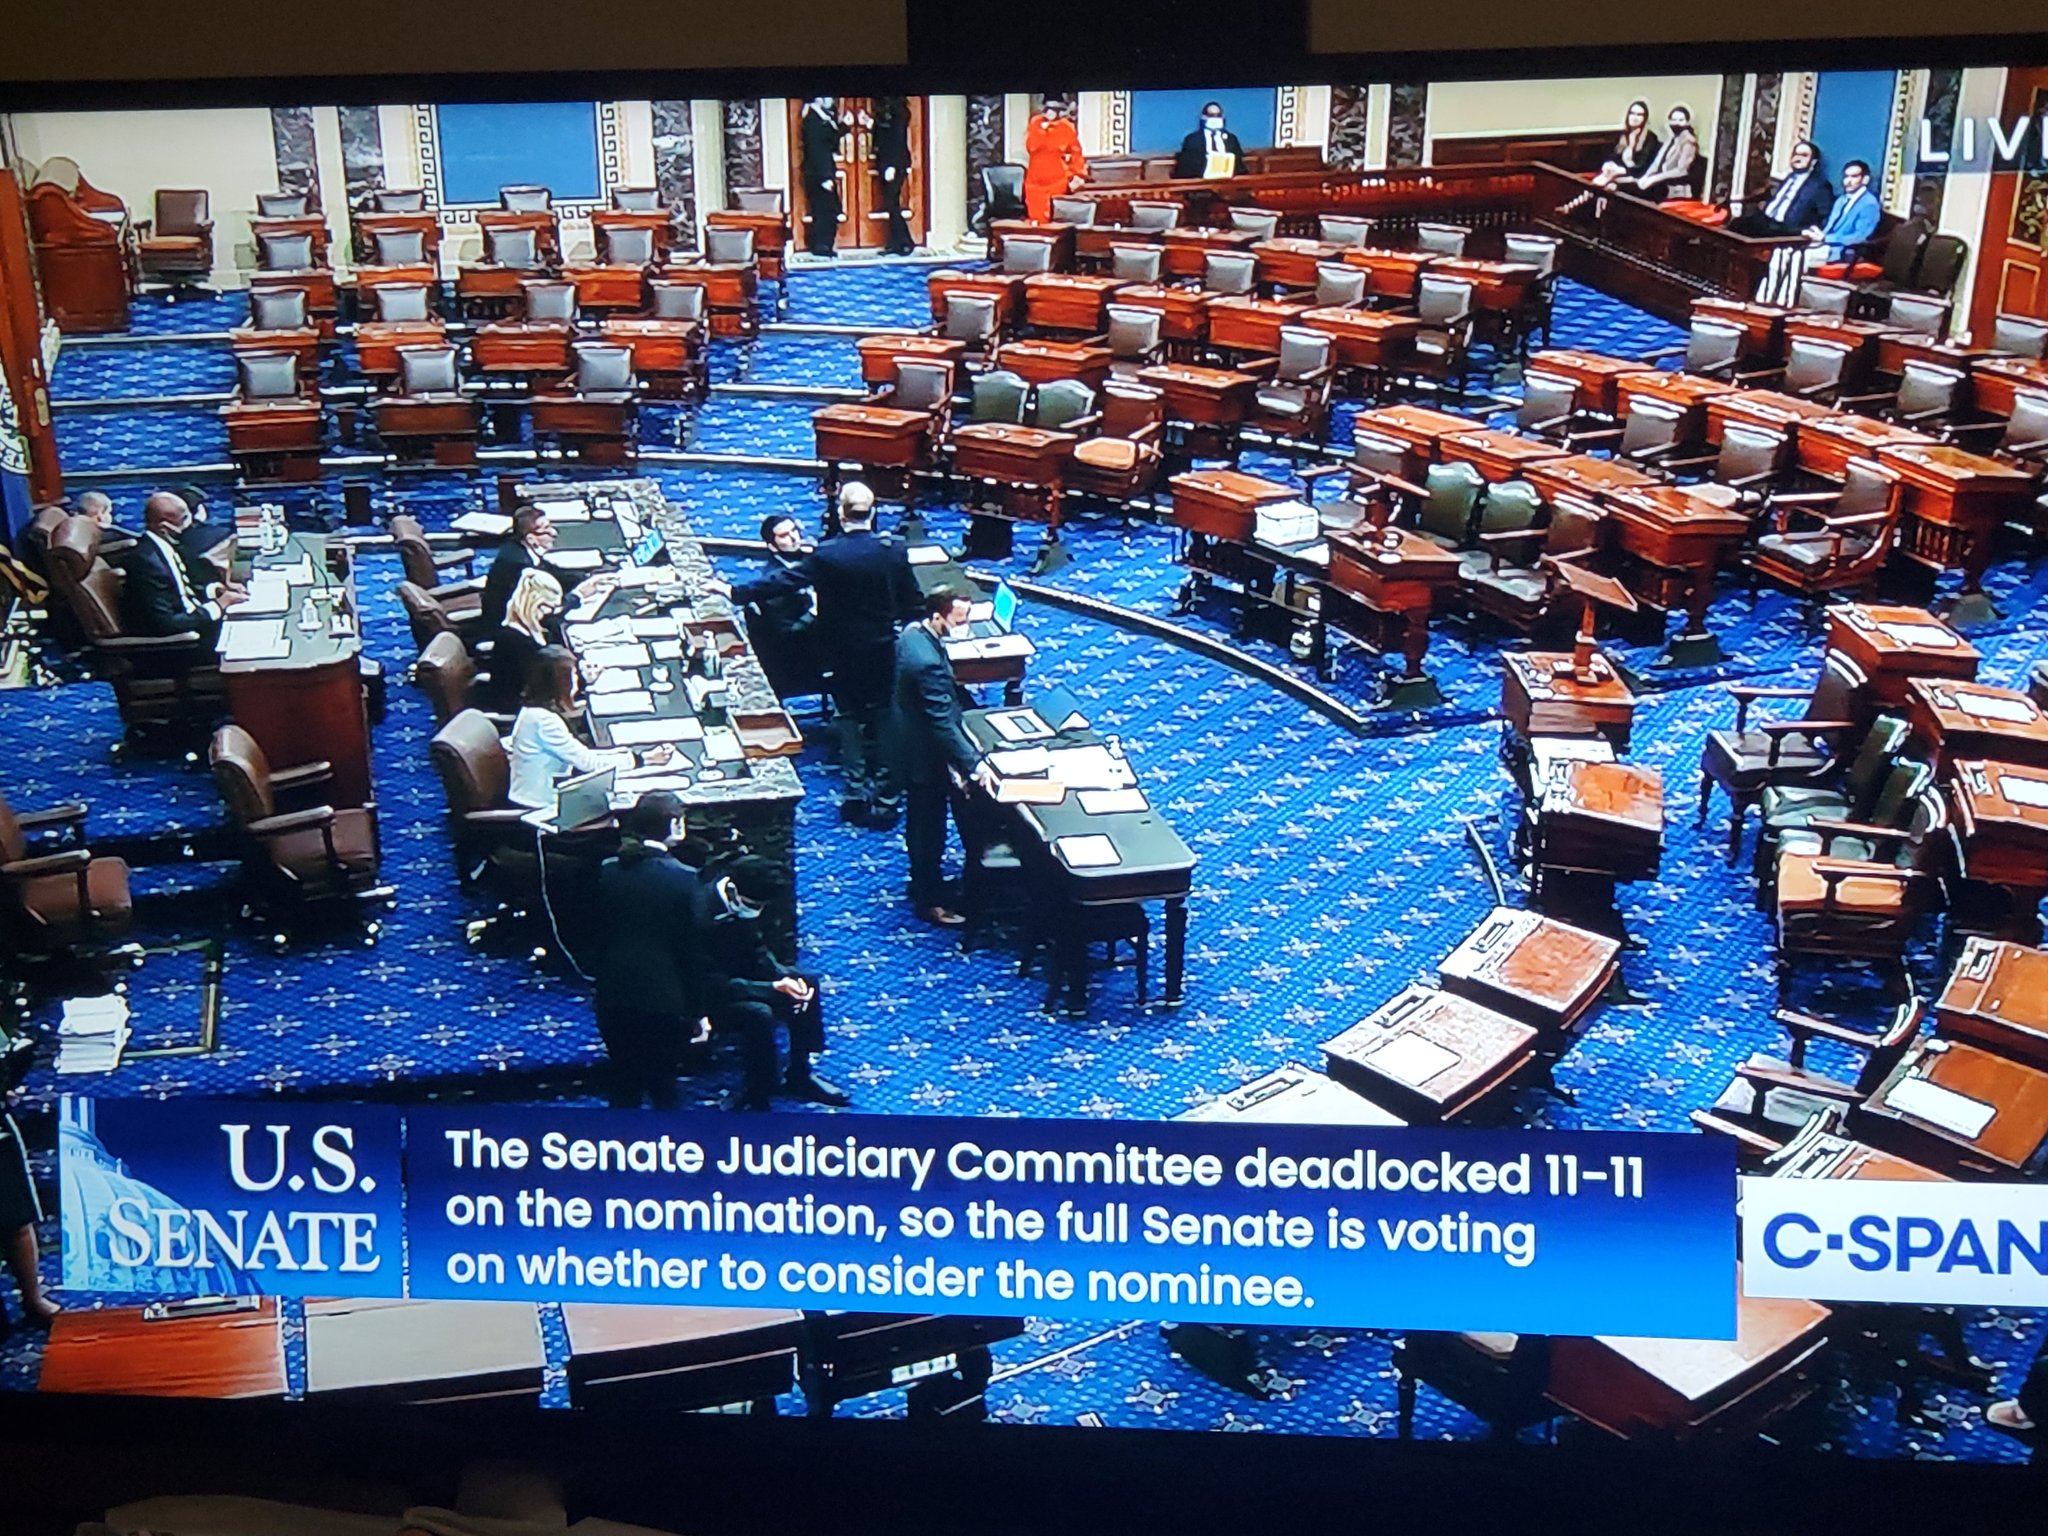 LIV
U.S.
SENATE
The Senate Judiciary Committee deadlocked 11-11
on the nomination, so the full Senate is voting
on whether to consider the nominee.
C-SPAN